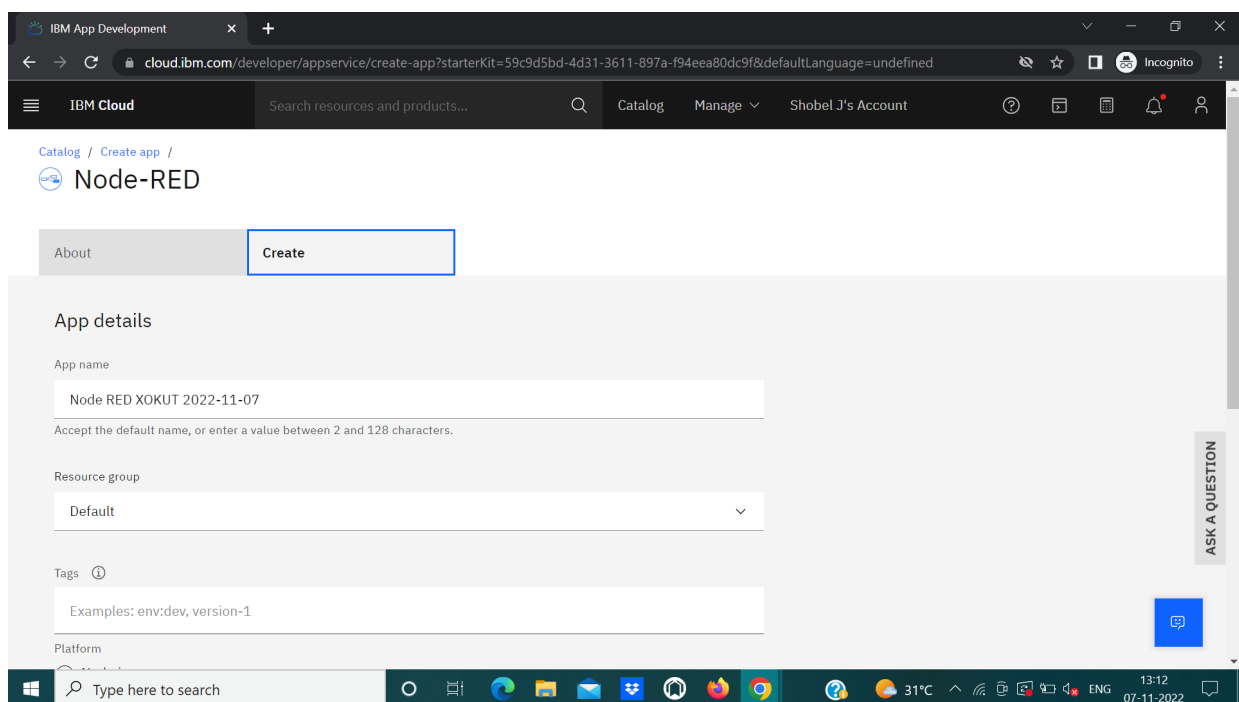 IBM App Development
cloud.ibm.com/developer/appservice/create-app?starterKit=59c9d5bd-4d31-3611-897a-f94eea80dc9f&defaultLanguage=undefined
Incognito
IBM Cloud
Search resources and products...
Catalog
Manage
Shobel J's Account
Catalog / Create app /
Node-RED
About
Create
App details
App name
Node RED XOKUT 2022-11-07
Accept the default name, or enter a value between 2 and 128 characters.
Resource group
Default
Tags
Examples: env:dev, version-1
Platform
ASK A QUESTION
Type here to search
31°C
ENG
13:12
07-11-2022